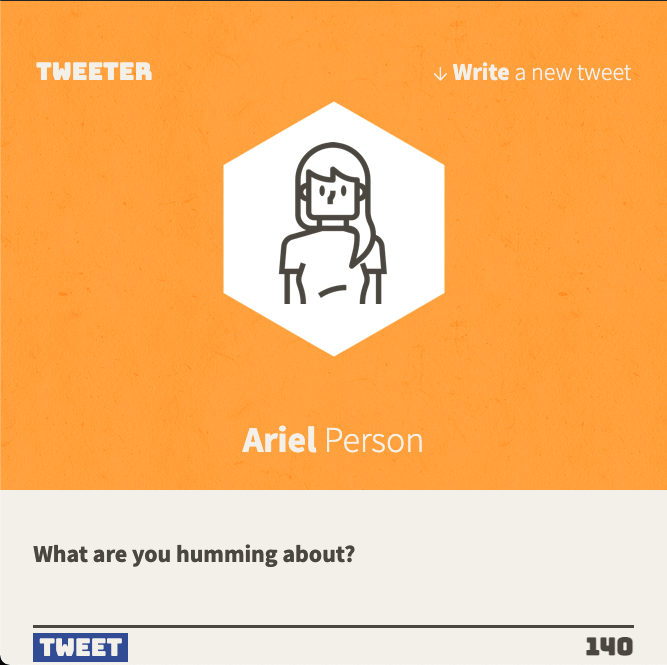 TWEETER
↓ Write a new tweet
Ariel Person
What are you humming about?
TWEET
140